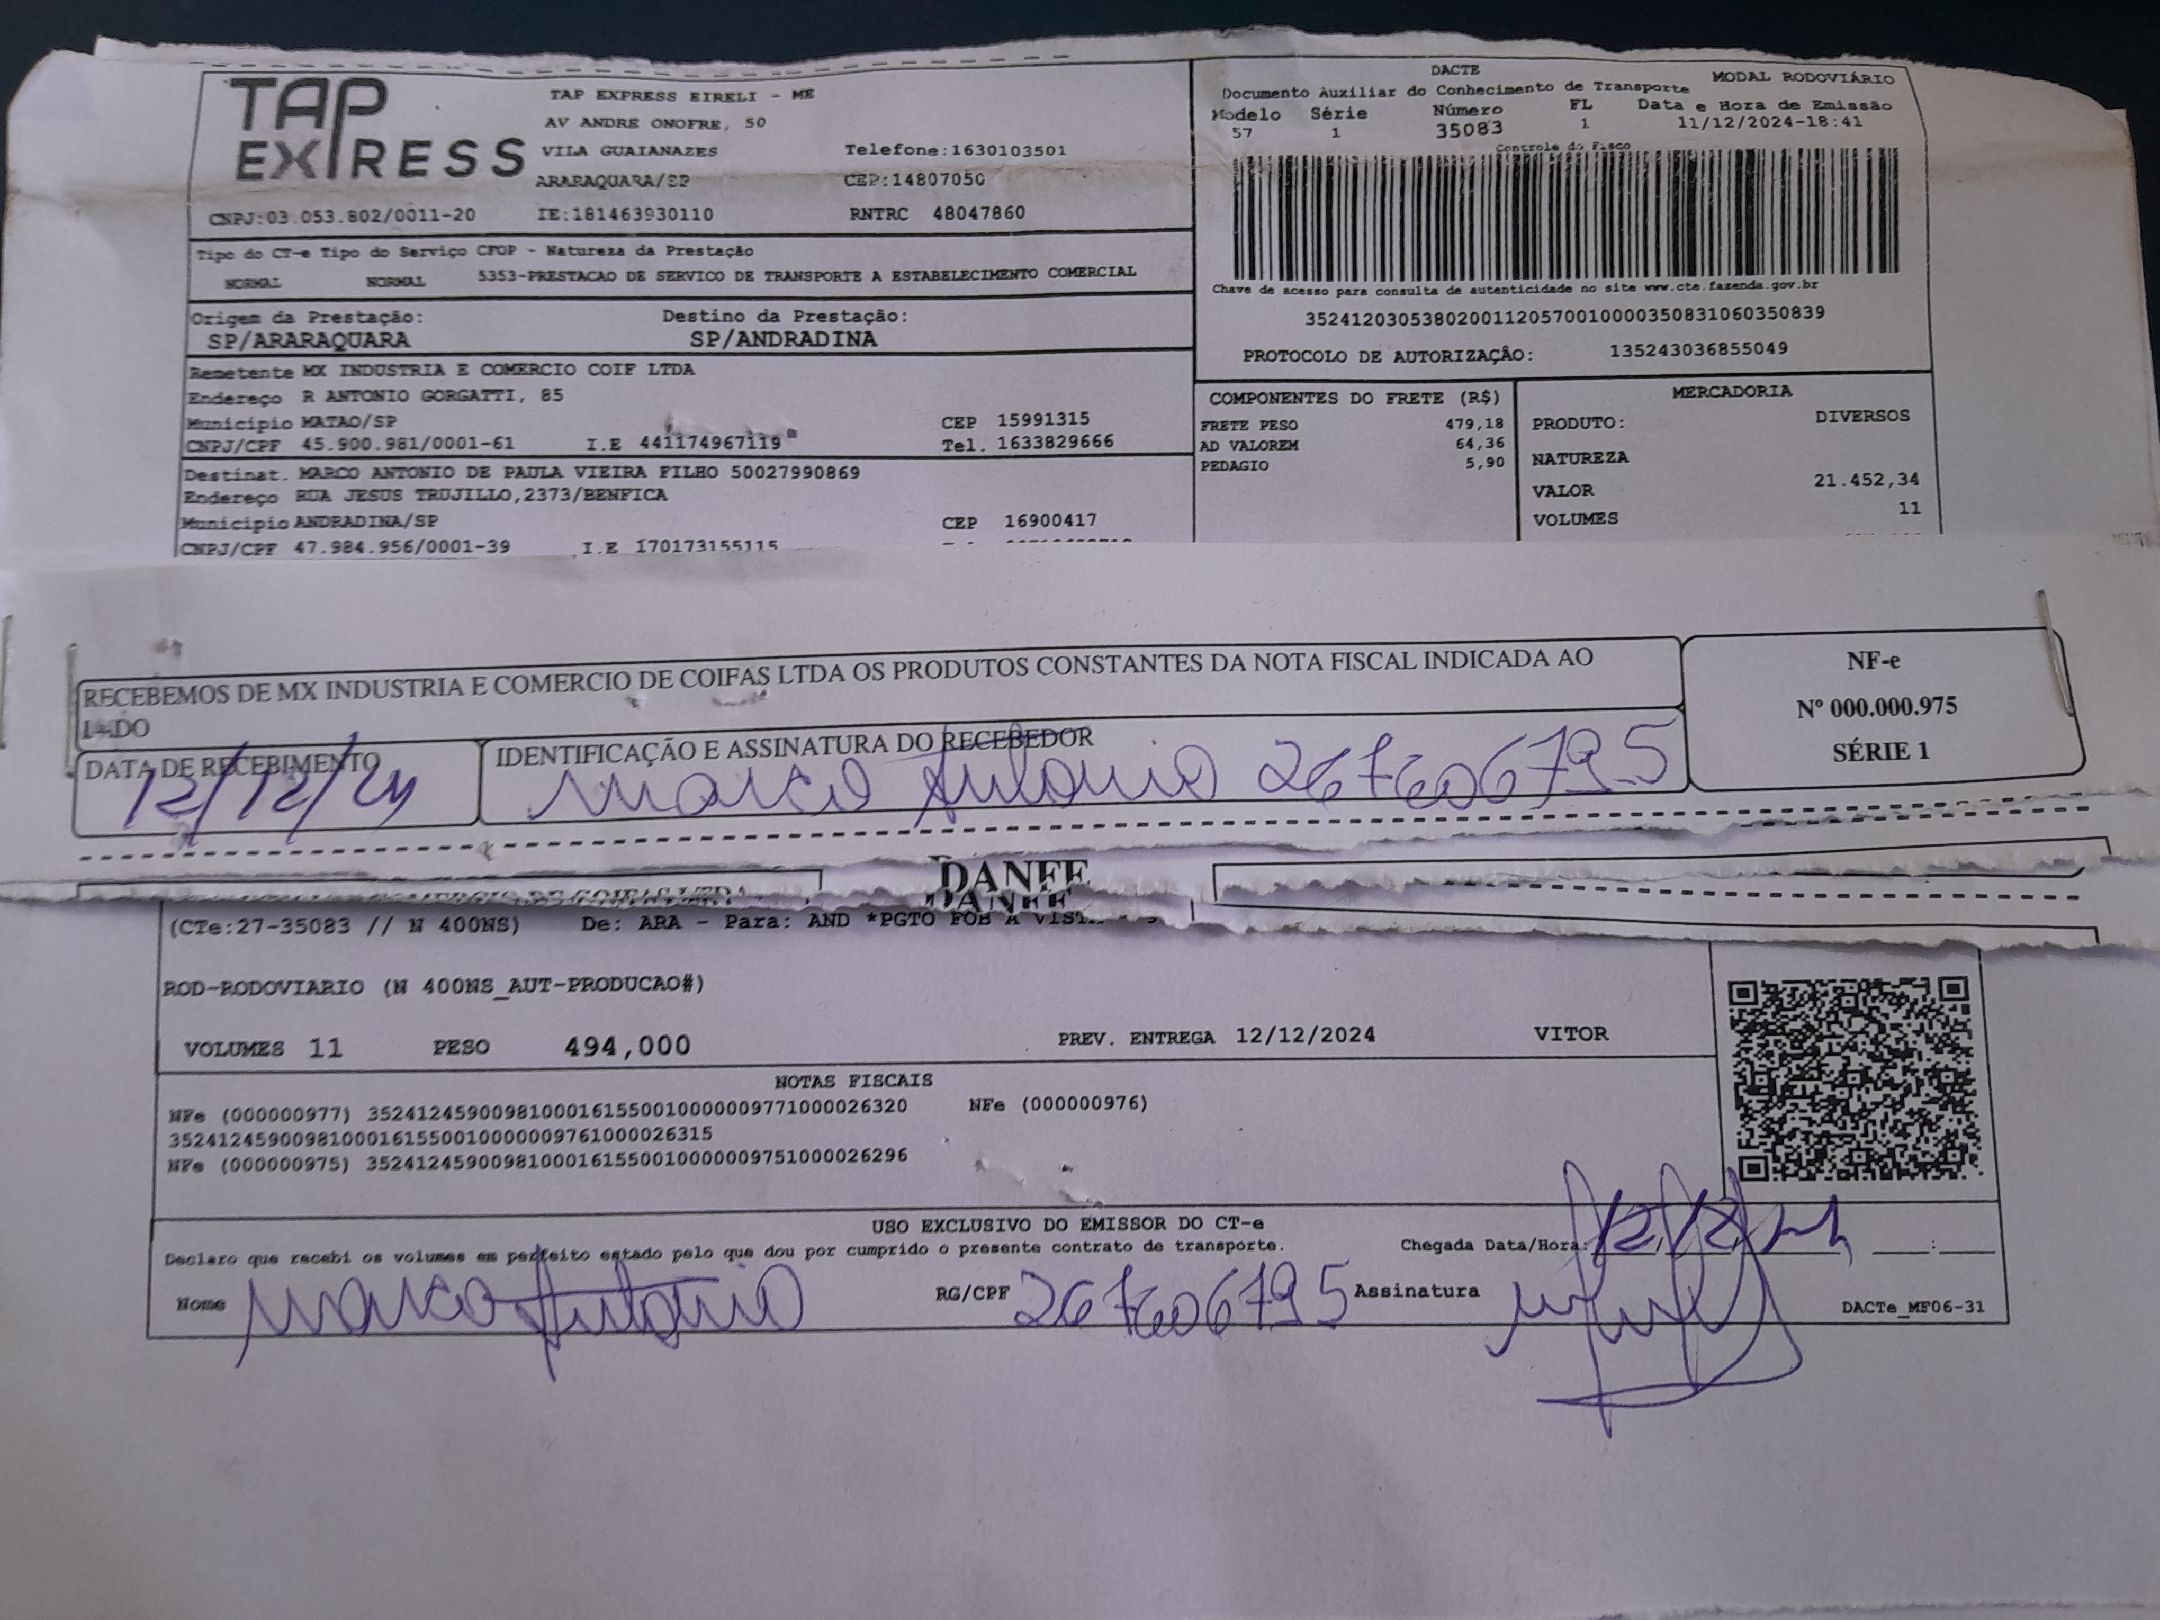 TAP EXPRESS
TAP EXPRESS EIRELI - ME
AV ANDRE ONOFRE, 50
VILA GUAIANAZES Telefone:1630103501
ARARAQUARA/SP CEP:14807050
CNPJ:03.053.802/0011-20 IE:181463930110 RNTRC 48047860
DACTE MODAL RODOVIÁRIO
Documento Auxiliar do Conhecimento de Transporte
Modelo Série Número FL Data e Hora de Emissão
57 1 35083 1 11/12/2024-18:41
Controle do Fisco
Chave de acesso para consulta de autenticidade no site www.cte.fazenda.gov.br
35241203053802001120570010000350831060350839
PROTOCOLO DE AUTORIZAÇÃO: 135243036855049
Tipo do CT-e Tipo do Serviço CFOP - Natureza da Prestação
NORMAL NORMAL 5353-PRESTACAO DE SERVICO DE TRANSPORTE A ESTABELECIMENTO COMERCIAL
Origem da Prestação: Destino da Prestação:
SP/ARARAQUARA SP/ANDRADINA
Remetente MX INDUSTRIA E COMERCIO COIF LTDA
Endereço R ANTONIO GORGATTI, 85
Município MATAO/SP CEP 15991315
CNPJ/CPF 45.900.981/0001-61 I.E 441174967119 Tel. 1633829666
Destinat. MARCO ANTONIO DE PAULA VIEIRA FILHO 50027990869
Endereço RUA JESUS TRUJILLO,2373/BENFICA
Município ANDRADINA/SP CEP 16900417
CNPJ/CPF 47.984.956/0001-39 I.E 170173155115
COMPONENTES DO FRETE (R$)
FRETE PESO 479,18
AD VALOREM 64,36
PEDAGIO 5,90
MERCADORIA
PRODUTO: DIVERSOS
NATUREZA
VALOR 21.452,34
VOLUMES 11
RECEBEMOS DE MX INDUSTRIA E COMERCIO DE COIFAS LTDA OS PRODUTOS CONSTANTES DA NOTA FISCAL INDICADA AO
LADO
DATA DE RECEBIMENTO IDENTIFICAÇÃO E ASSINATURA DO RECEBEDOR
12/12/24 Marco Antonio 267606795
NF-e
Nº 000.000.975
SÉRIE 1
DANFE
DANFE
COMERCIO DE COIFAS LTDA
(CTe:27-35083 // N 400NS) De: ARA - Para: AND *PGTO FOB A VIST
ROD-RODOVIARIO (N 400NS_AUT-PRODUCAO#)
VOLUMES 11 PESO 494,000 PREV. ENTREGA 12/12/2024 VITOR
NOTAS FISCAIS
NFe (000000977) 35241245900981000161550010000009771000026320 NFe (000000976)
35241245900981000161550010000009761000026315
NFe (000000975) 35241245900981000161550010000009751000026296
USO EXCLUSIVO DO EMISSOR DO CT-e
Declaro que recebi os volumes em perfeito estado pelo que dou por cumprido o presente contrato de transporte. Chegada Data/Hora: 12/12/24 ____:____
Nome Marco Antonio RG/CPF 267606795 Assinatura DACTe_MF06-31